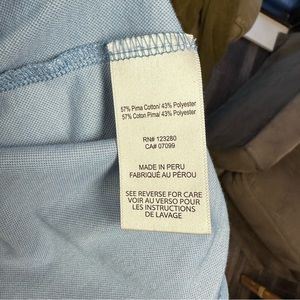 57% Pima Cotton/ 43% Polyester
57% Coton Pima/ 43% Polyester
RN# 123280
CA# 07099
MADE IN PERU
FABRIQUÉ AU PÉROU
SEE REVERSE FOR CARE
VOIR AU VERSO POUR
LES INSTRUCTIONS
DE LAVAGE